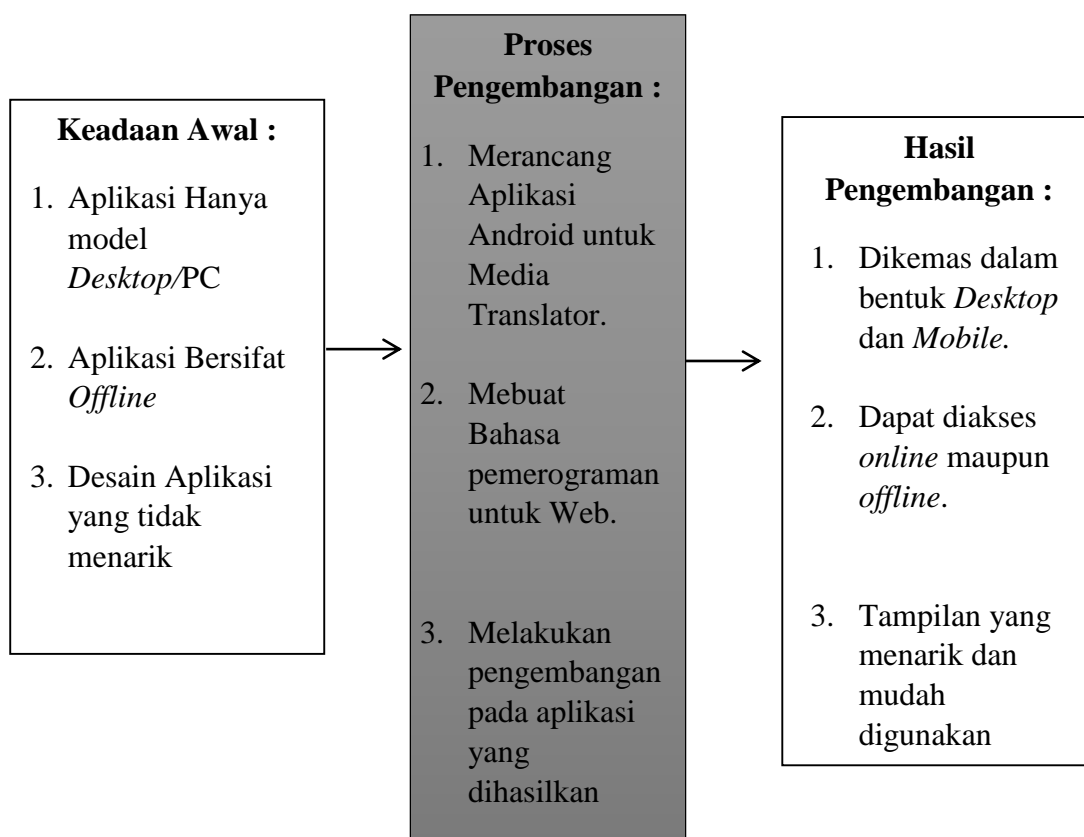 Keadaan Awal :
1. Aplikasi Hanya
model
Desktop/PC
2. Aplikasi Bersifat
Offline
3. Desain Aplikasi
yang tidak
menarik
Proses
Pengembangan :
1. Merancang
Aplikasi
Android untuk
Media
Translator.
2. Mebuat
Bahasa
pemerograman
untuk Web.
3. Melakukan
pengembangan
pada aplikasi
yang
dihasilkan
Hasil
Pengembangan :
1. Dikemas dalam
bentuk Desktop
dan Mobile.
2. Dapat diakses
online maupun
offline.
3. Tampilan yang
menarik dan
mudah
digunakan